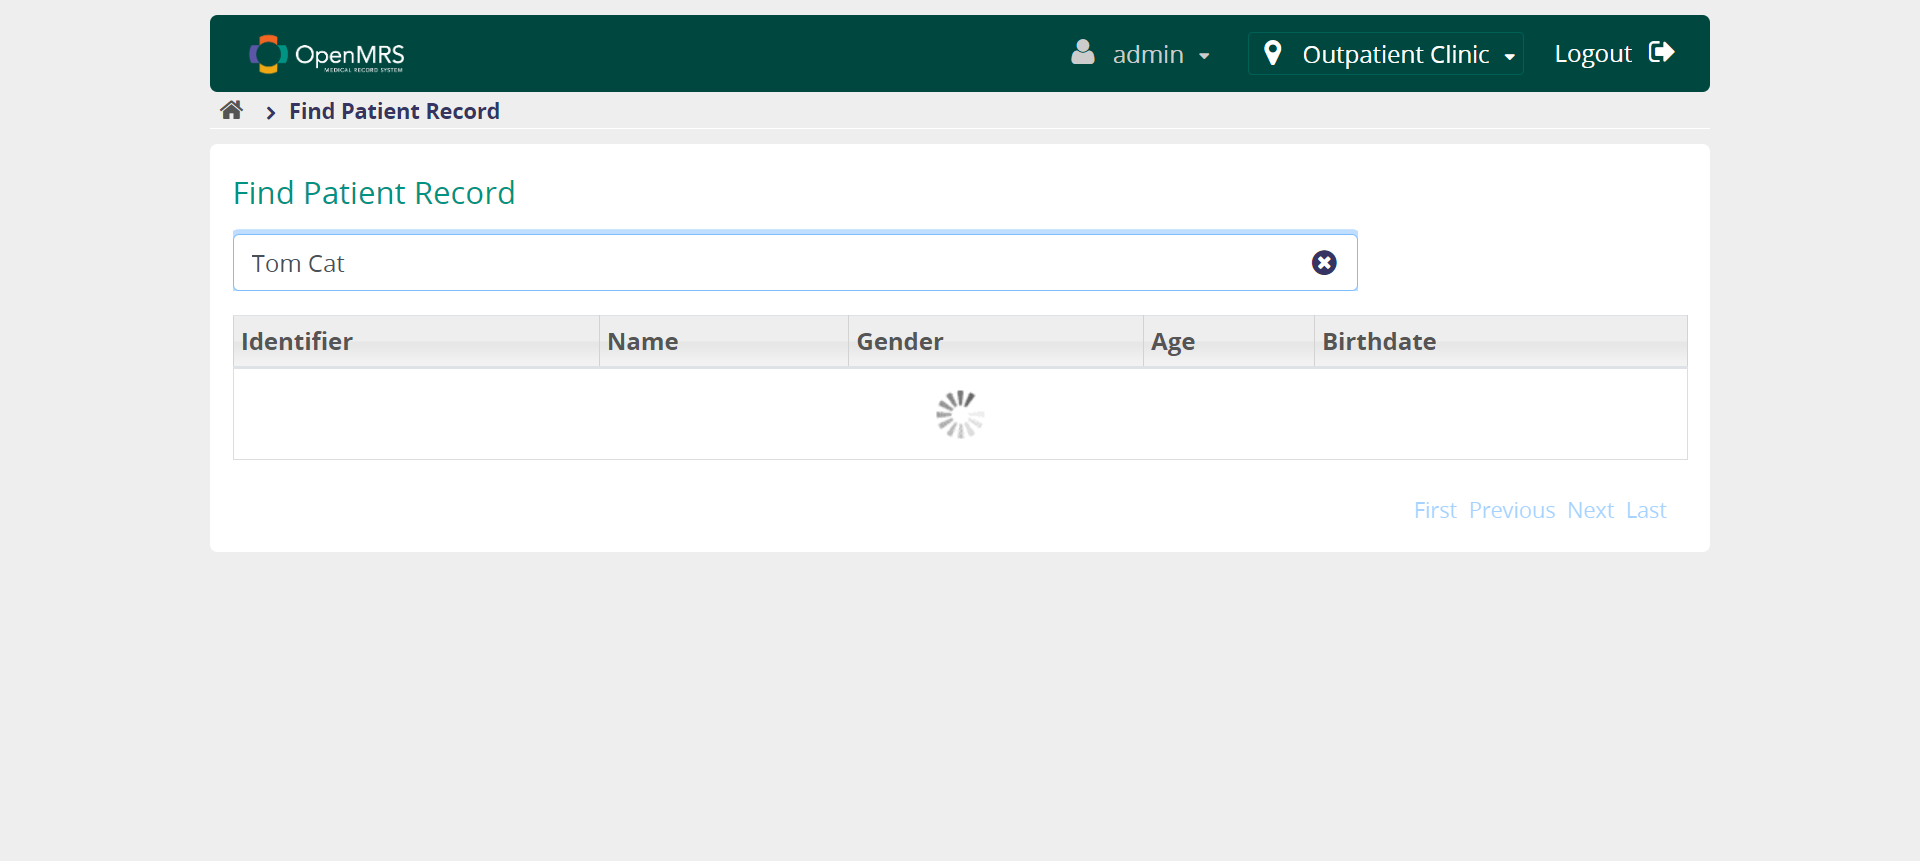 OpenMRS
MEDICAL RECORD SYSTEM
admin
Outpatient Clinic
Logout
Find Patient Record
Find Patient Record
Tom Cat
Identifier Name Gender Age Birthdate
First Previous Next Last